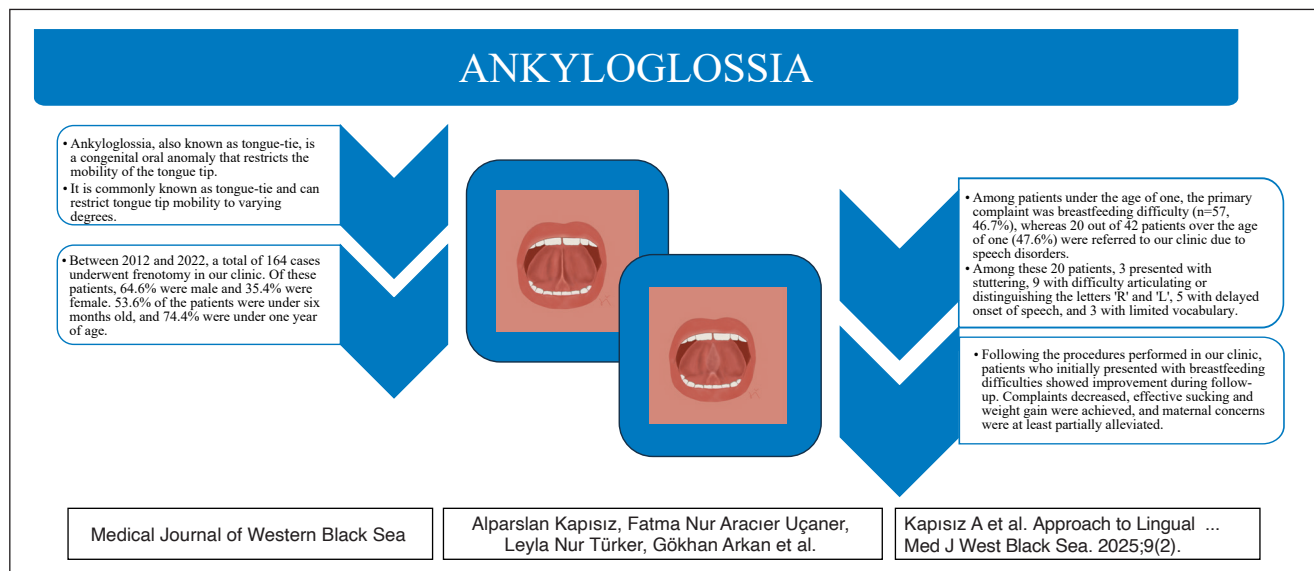 ANKYLOGLOSSIA
• Ankyloglossia, also known as tongue-tie, is
a congenital oral anomaly that restricts the
mobility of the tongue tip.
• It is commonly known as tongue-tie and can
restrict tongue tip mobility to varying
degrees.
• Between 2012 and 2022, a total of 164 cases
underwent frenotomy in our clinic. Of these
patients, 64.6% were male and 35.4% were
female. 53.6% of the patients were under six
months old, and 74.4% were under one year
of age.
• Among patients under the age of one, the primary
complaint was breastfeeding difficulty (n=57,
46.7%), whereas 20 out of 42 patients over the age
of one (47.6%) were referred to our clinic due to
speech disorders.
• Among these 20 patients, 3 presented with
stuttering, 9 with difficulty articulating or
distinguishing the letters 'R' and 'L', 5 with delayed
onset of speech, and 3 with limited vocabulary.
• Following the procedures performed in our clinic,
patients who initially presented with breastfeeding
difficulties showed improvement during follow-
up. Complaints decreased, effective sucking and
weight gain were achieved, and maternal concerns
were at least partially alleviated.
Medical Journal of Western Black Sea
Alparslan Kapısız, Fatma Nur Aracıer Uçaner,
Leyla Nur Türker, Gökhan Arkan et al.
Kapısız A et al. Approach to Lingual ...
Med J West Black Sea. 2025;9(2).